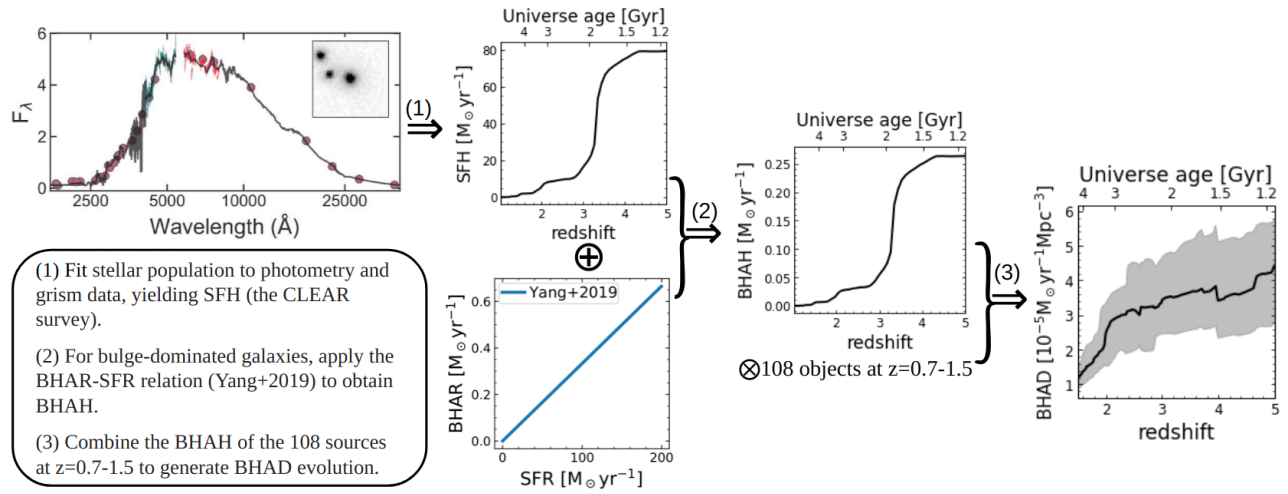 6
4
2
0
F_λ
2500
5000
10000
25000
Wavelength (Å)
(1)
⇒
Universe age [Gyr]
4 3 2 1.5 1.2
SFH [M⊙yr⁻¹]
80
60
40
20
0
2 3 4 5
redshift
⊕
Yang+2019
BHAR [M⊙yr⁻¹]
0.6
0.4
0.2
0.0
0 100 200
SFR [M⊙yr⁻¹]
(2)
⇒
Universe age [Gyr]
4 3 2 1.5 1.2
BHAH [M⊙yr⁻¹]
0.25
0.20
0.15
0.10
0.05
0.00
2 3 4 5
redshift
⊗108 objects at z=0.7-1.5
(3)
⇒
Universe age [Gyr]
4 3 2 1.5 1.2
BHAD [10⁻⁵M⊙yr⁻¹Mpc⁻³]
6
5
4
3
2
1
2 3 4 5
redshift
(1) Fit stellar population to photometry and
grism data, yielding SFH (the CLEAR
survey).
(2) For bulge-dominated galaxies, apply the
BHAR-SFR relation (Yang+2019) to obtain
BHAH.
(3) Combine the BHAH of the 108 sources
at z=0.7-1.5 to generate BHAD evolution.